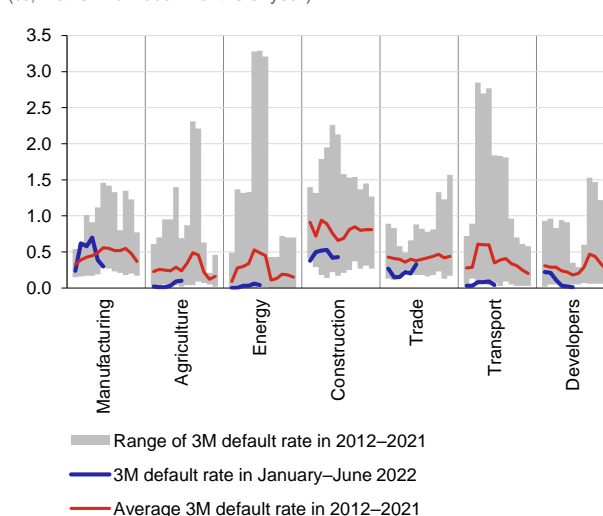 3.5
3.0
2.5
2.0
1.5
1.0
0.5
0.0
Manufacturing
Agriculture
Energy
Construction
Trade
Transport
Developers
Range of 3M default rate in 2012–2021
3M default rate in January–June 2022
Average 3M default rate in 2012–2021